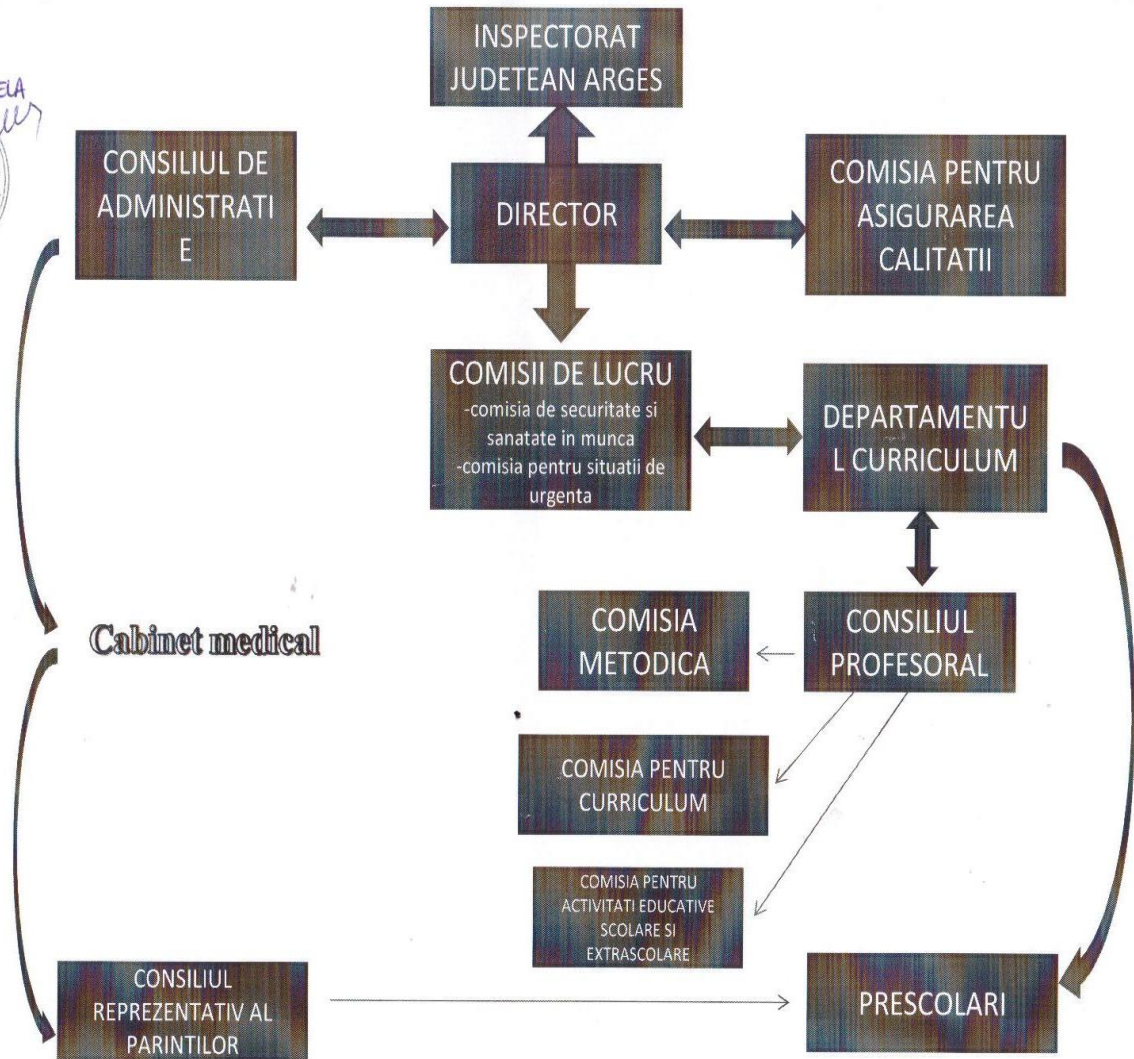 INSPECTORAT
JUDETEAN ARGES
ELA
CONSILIUL DE
ADMINISTRATI
E
DIRECTOR
COMISIA PENTRU
ASIGURAREA
CALITATII
COMISII DE LUCRU
-comisia de securitate si
sanatate in munca
-comisia pentru situatii de
urgenta
DEPARTAMENTU
L CURRICULUM
Cabinet medical
COMISIA
METODICA
CONSILIUL
PROFESORAL
COMISIA PENTRU
CURRICULUM
COMISIA PENTRU
ACTIVITATI EDUCATIVE
SCOLARE SI
EXTRASCOLARE
CONSILIUL
REPREZENTATIV AL
PARINTILOR
PRESCOLARI